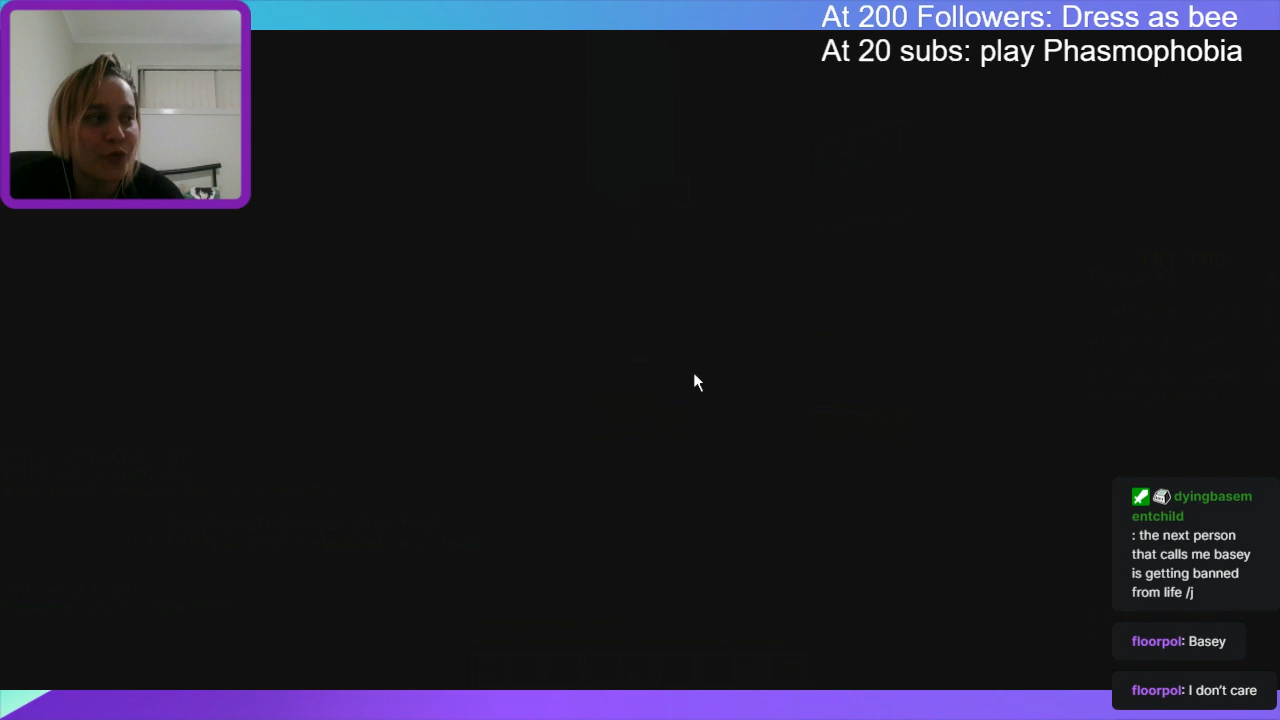 At 200 Followers: Dress as bee
At 20 subs: play Phasmophobia
dyingbasem
entchild
: the next person
that calls me basey
is getting banned
from life /j
floorpol: Basey
floorpol: I don't care